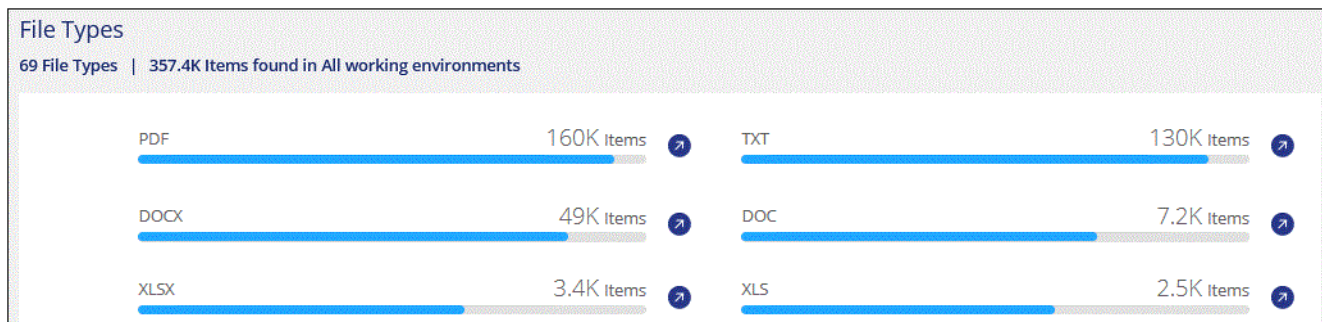 File Types
69 File Types | 357.4K Items found in All working environments
PDF 160K Items
TXT 130K Items
DOCX 49K Items
DOC 7.2K Items
XLSX 3.4K Items
XLS 2.5K Items